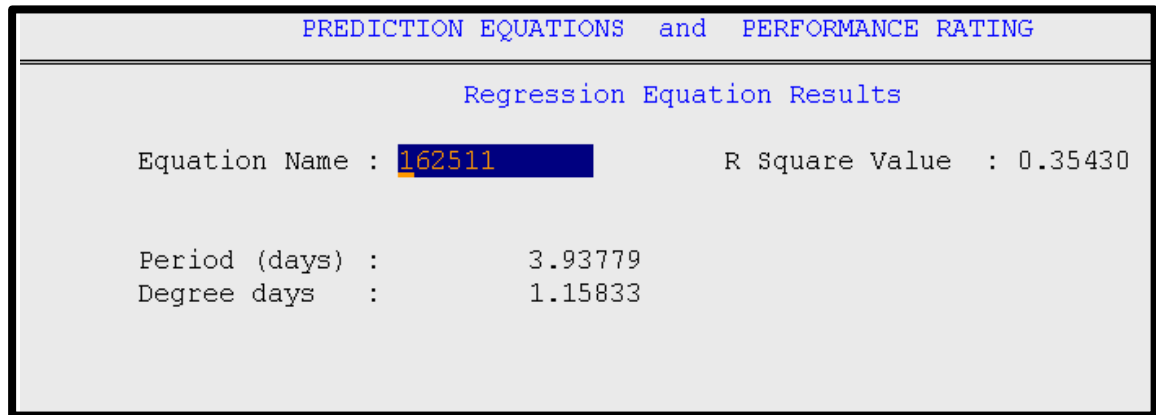 PREDICTION EQUATIONS and PERFORMANCE RATING
Regression Equation Results
Equation Name : 162511 R Square Value : 0.35430
Period (days) : 3.93779
Degree days : 1.15833